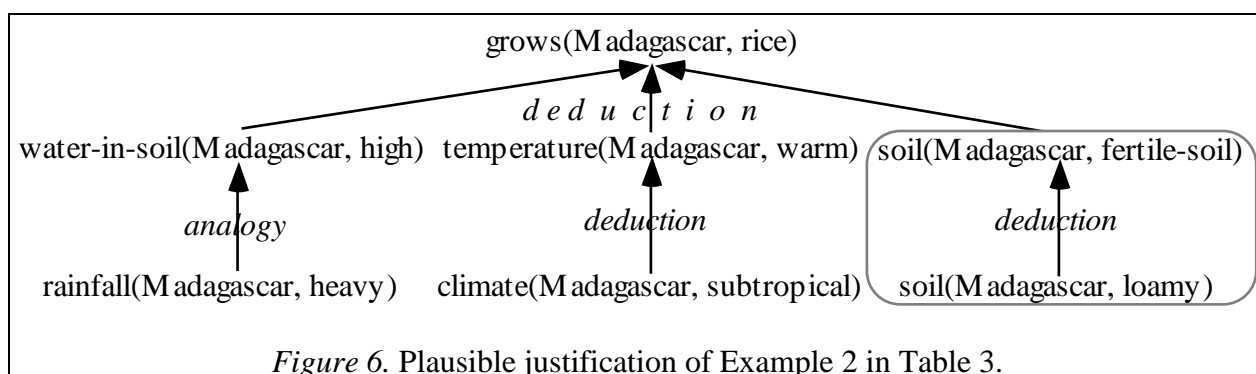 grows(Madagascar, rice)
deduction
water-in-soil(Madagascar, high) temperature(Madagascar, warm) soil(Madagascar, fertile-soil)
analogy deduction deduction
rainfall(Madagascar, heavy) climate(Madagascar, subtropical) soil(Madagascar, loamy)
Figure 6. Plausible justification of Example 2 in Table 3.